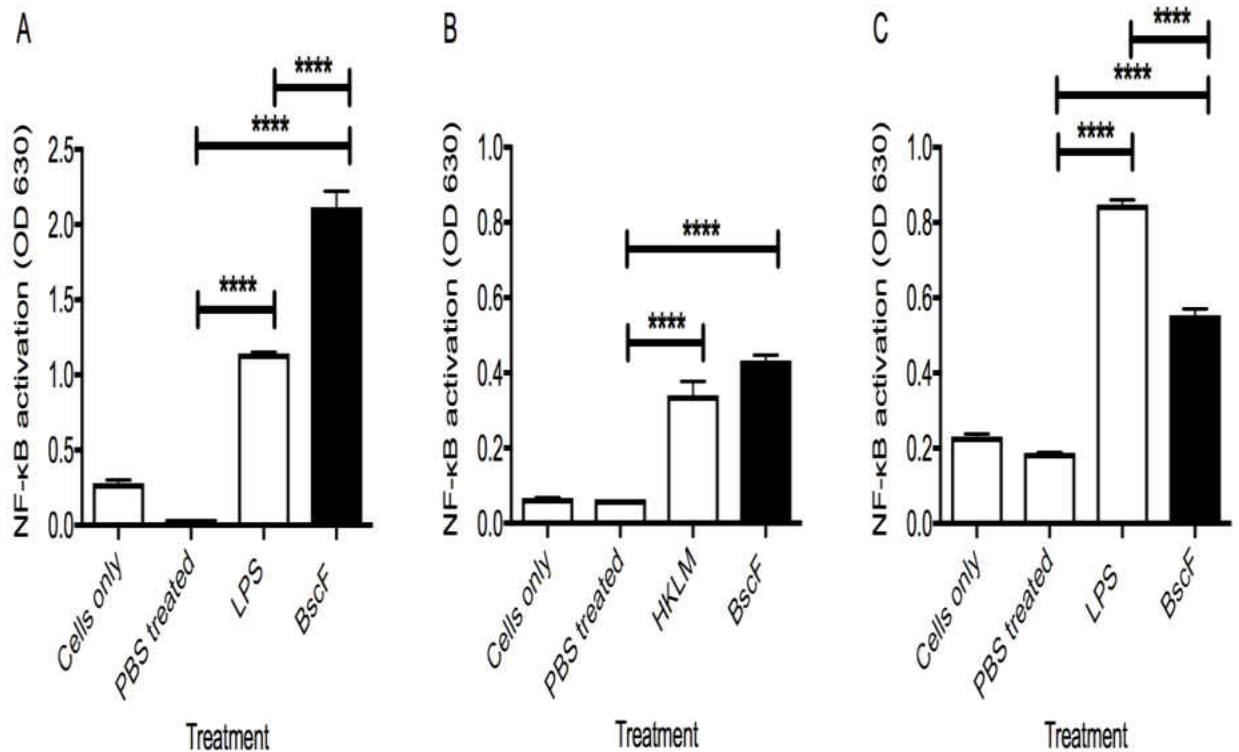 A
****
****
****
NF-κB activation (OD 630)
2.5
2.0
1.5
1.0
0.5
0.0
Cells only
PBS treated
LPS
BscF
Treatment
B
****
****
NF-κB activation (OD 630)
1.0
0.8
0.6
0.4
0.2
0.0
Cells only
PBS treated
HKLM
BscF
Treatment
C
****
****
****
NF-κB activation (OD 630)
1.0
0.8
0.6
0.4
0.2
0.0
Cells only
PBS treated
LPS
BscF
Treatment